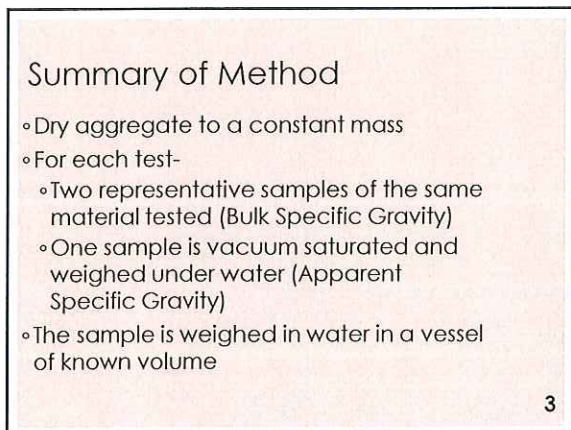 Summary of Method
◦Dry aggregate to a constant mass
◦For each test-
◦Two representative samples of the same
material tested (Bulk Specific Gravity)
◦One sample is vacuum saturated and
weighed under water (Apparent
Specific Gravity)
◦The sample is weighed in water in a vessel
of known volume
3